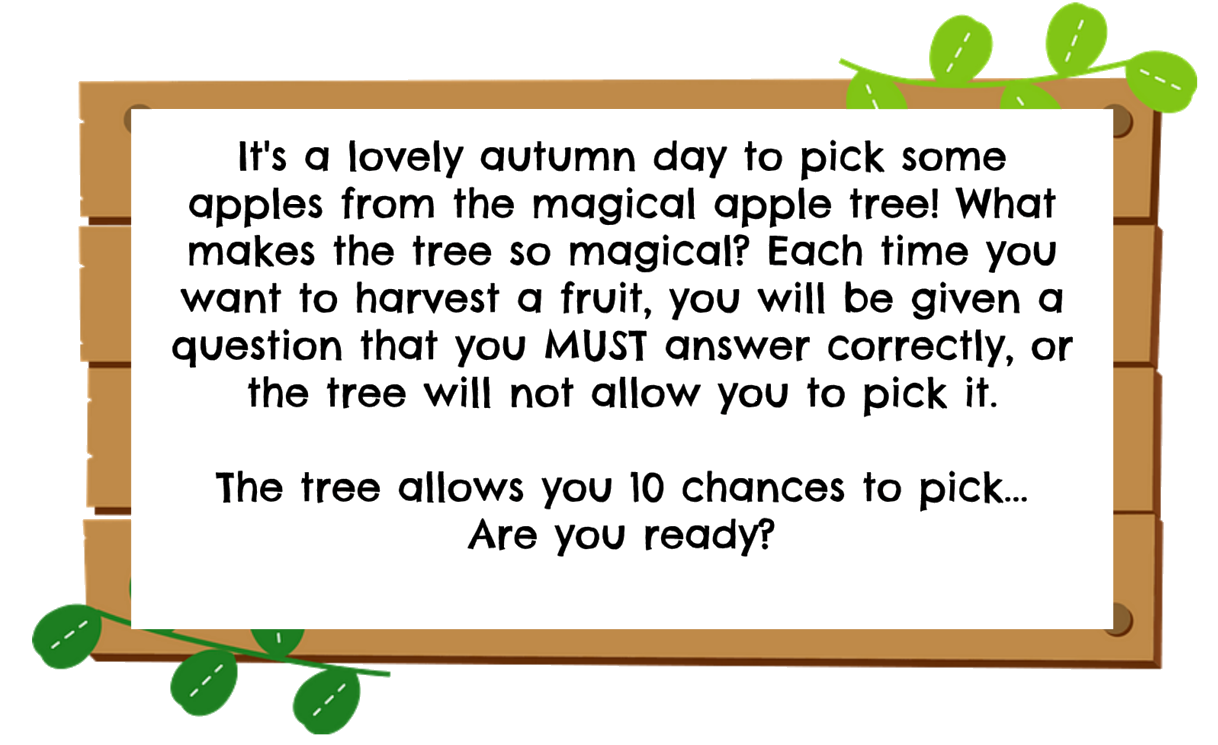 It's a lovely autumn day to pick some
apples from the magical apple tree! What
makes the tree so magical? Each time you
want to harvest a fruit, you will be given a
question that you MUST answer correctly, or
the tree will not allow you to pick it.
The tree allows you 10 chances to pick...
Are you ready?